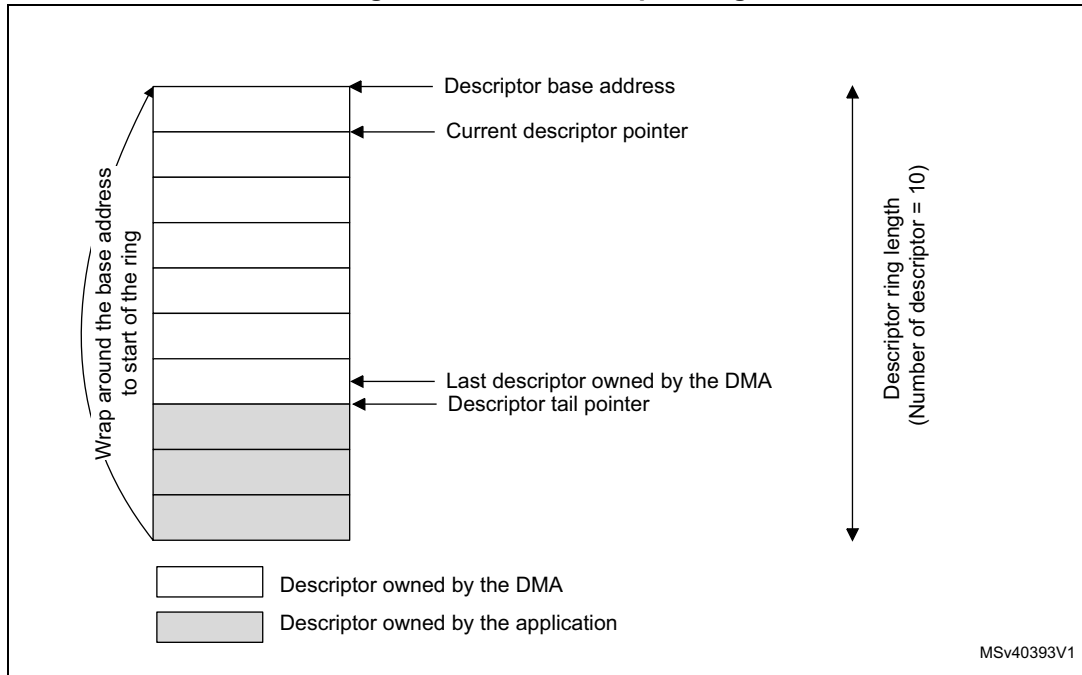 Descriptor base address
Current descriptor pointer
Wrap around the base address
to start of the ring
Descriptor ring length
(Number of descriptor = 10)
Last descriptor owned by the DMA
Descriptor tail pointer
Descriptor owned by the DMA
Descriptor owned by the application
MSv40393V1